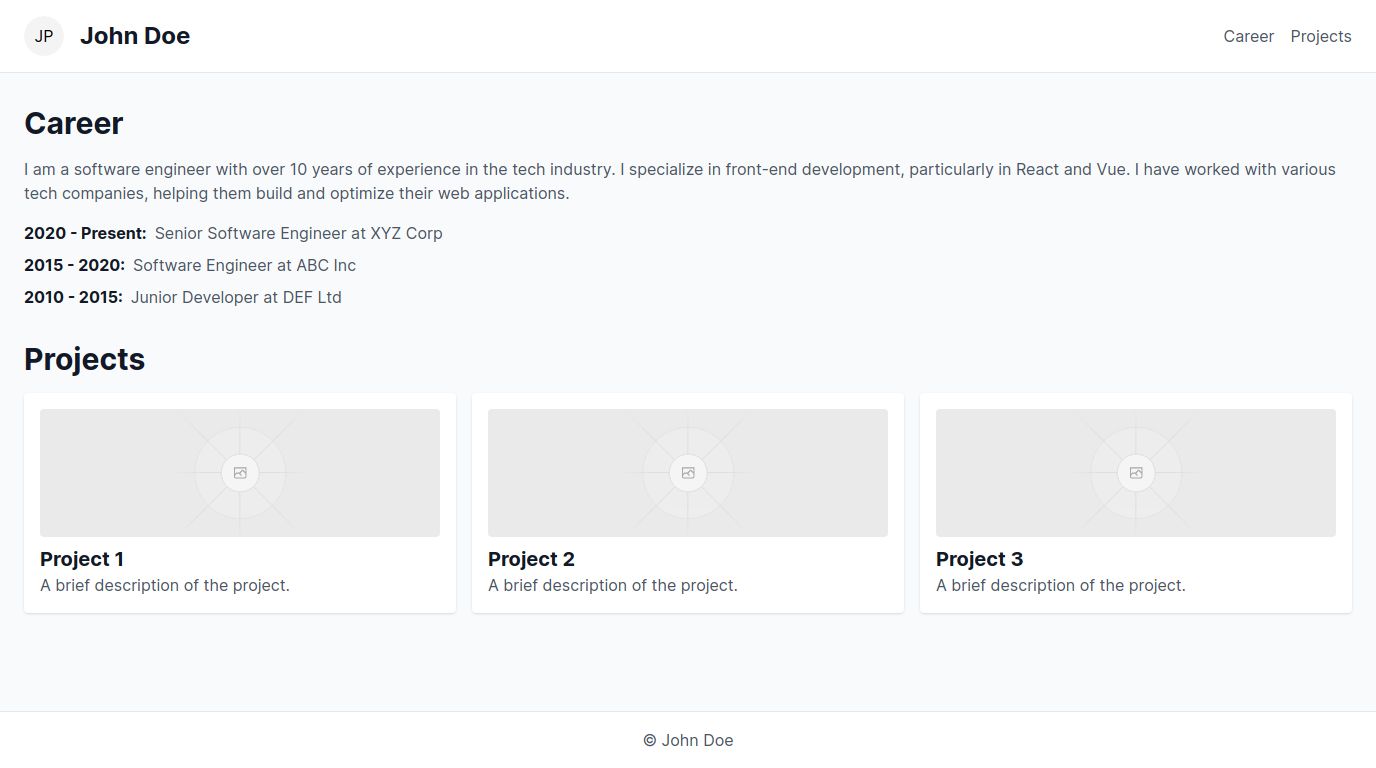 JP
John Doe
Career Projects
Career
I am a software engineer with over 10 years of experience in the tech industry. I specialize in front-end development, particularly in React and Vue. I have worked with various
tech companies, helping them build and optimize their web applications.
2020 - Present: Senior Software Engineer at XYZ Corp
2015 - 2020: Software Engineer at ABC Inc
2010 - 2015: Junior Developer at DEF Ltd
Projects
Project 1
A brief description of the project.
Project 2
A brief description of the project.
Project 3
A brief description of the project.
© John Doe